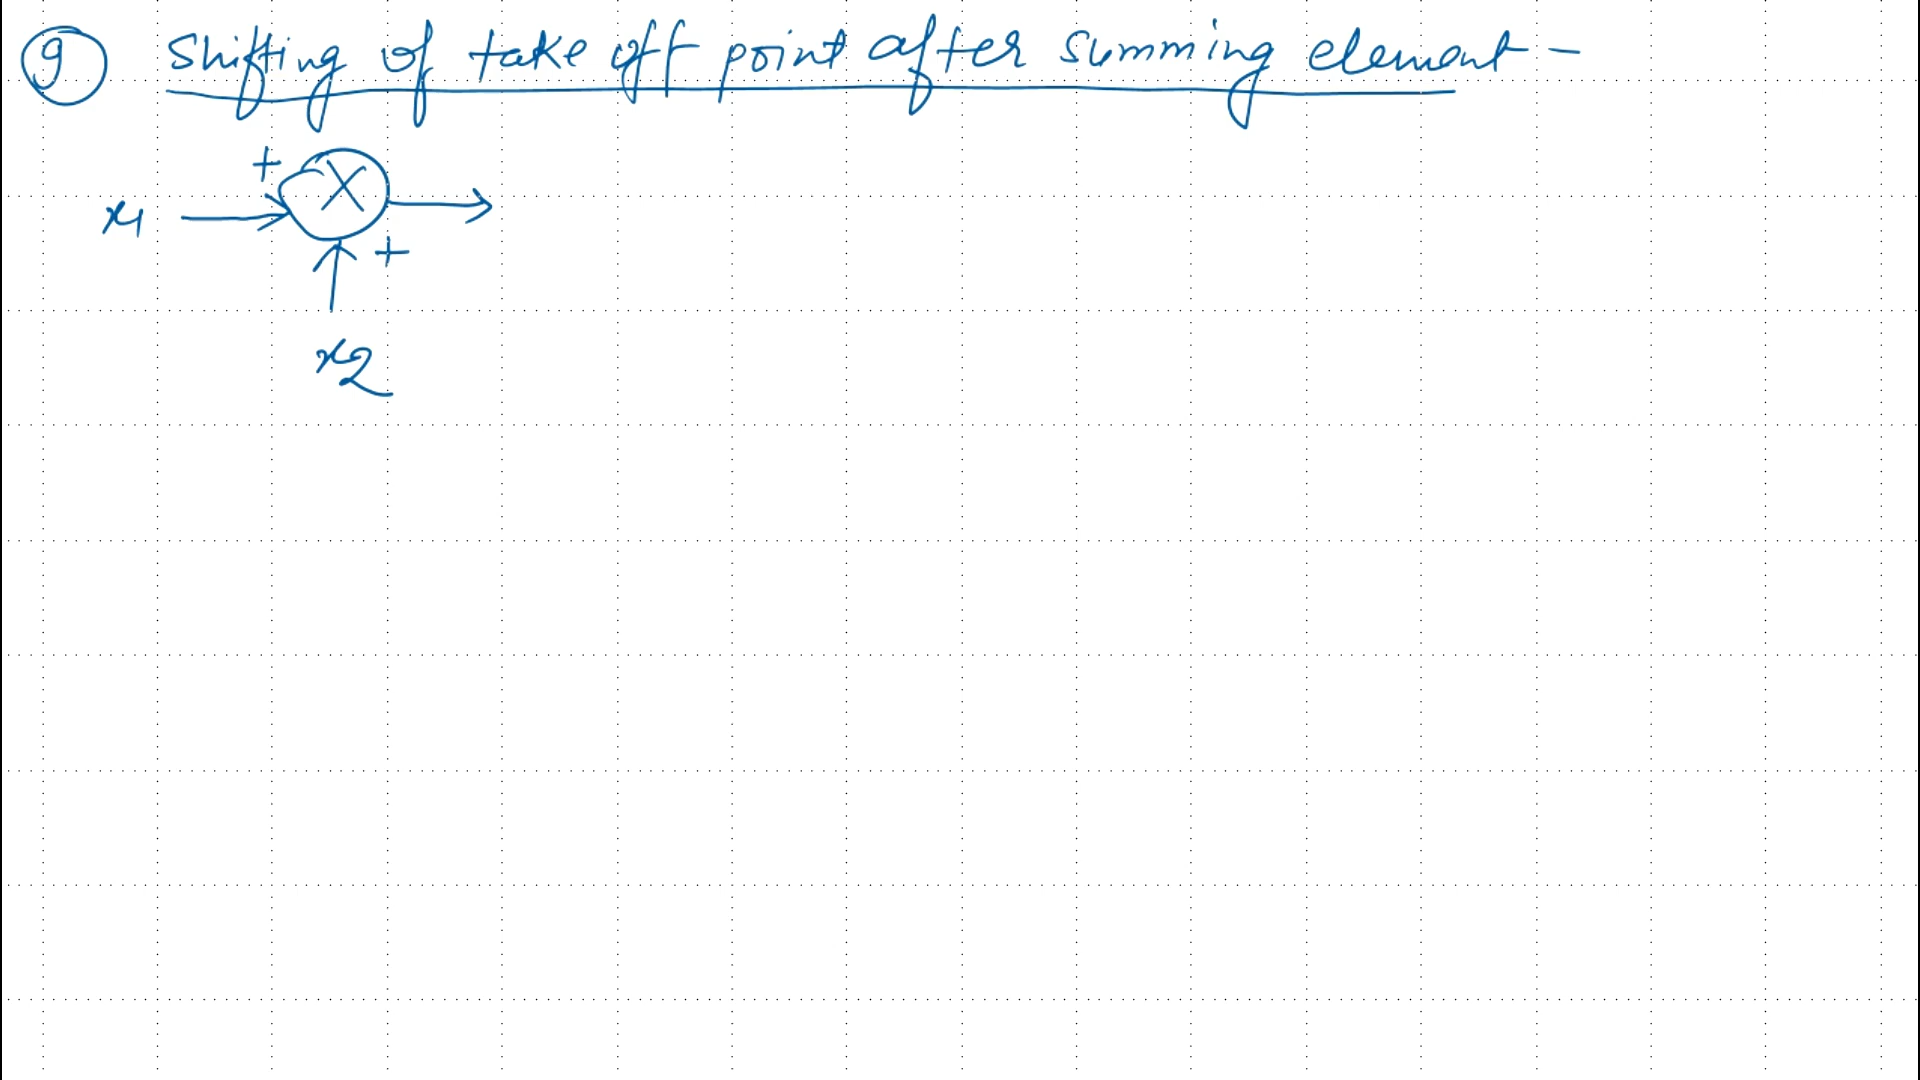 9 Shifting of take off point after summing element -
+
x1 X
+
x2